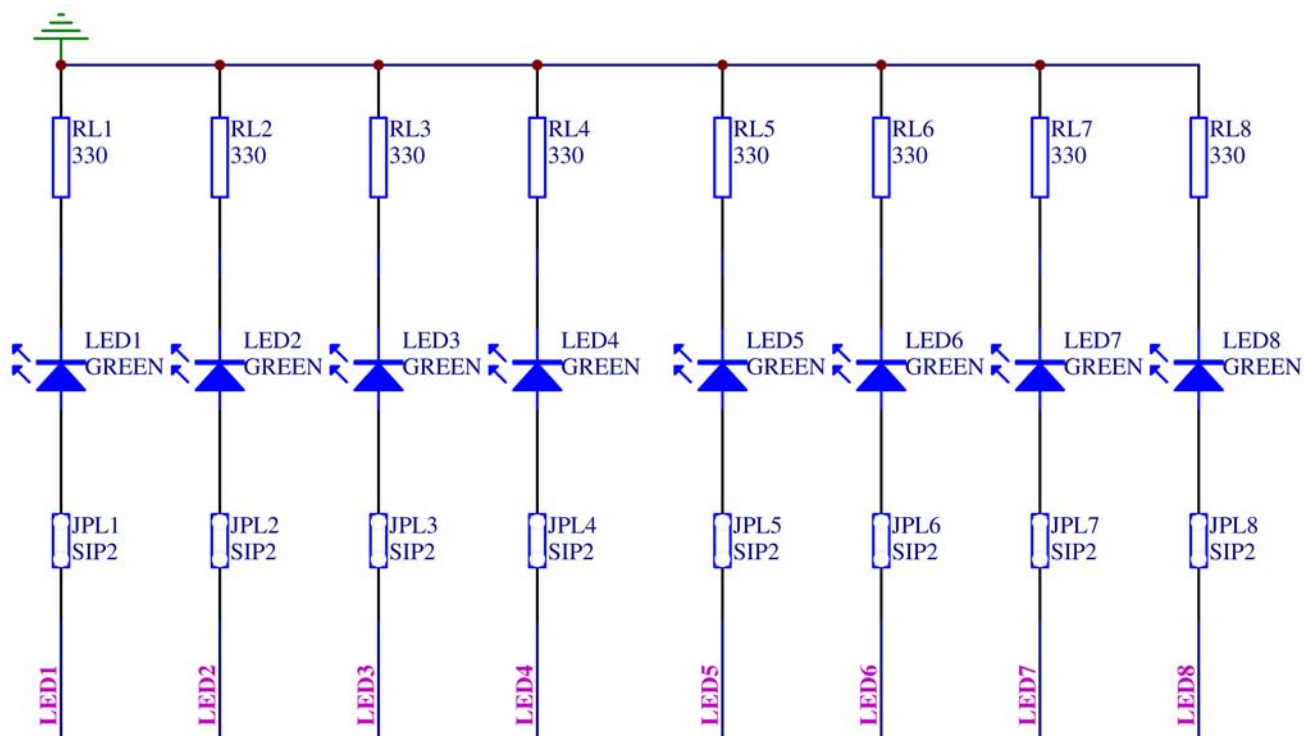 RL1
330
RL2
330
RL3
330
RL4
330
RL5
330
RL6
330
RL7
330
RL8
330
LED1
GREEN
LED2
GREEN
LED3
GREEN
LED4
GREEN
LED5
GREEN
LED6
GREEN
LED7
GREEN
LED8
GREEN
JPL1
SIP2
JPL2
SIP2
JPL3
SIP2
JPL4
SIP2
JPL5
SIP2
JPL6
SIP2
JPL7
SIP2
JPL8
SIP2
LED1
LED2
LED3
LED4
LED5
LED6
LED7
LED8